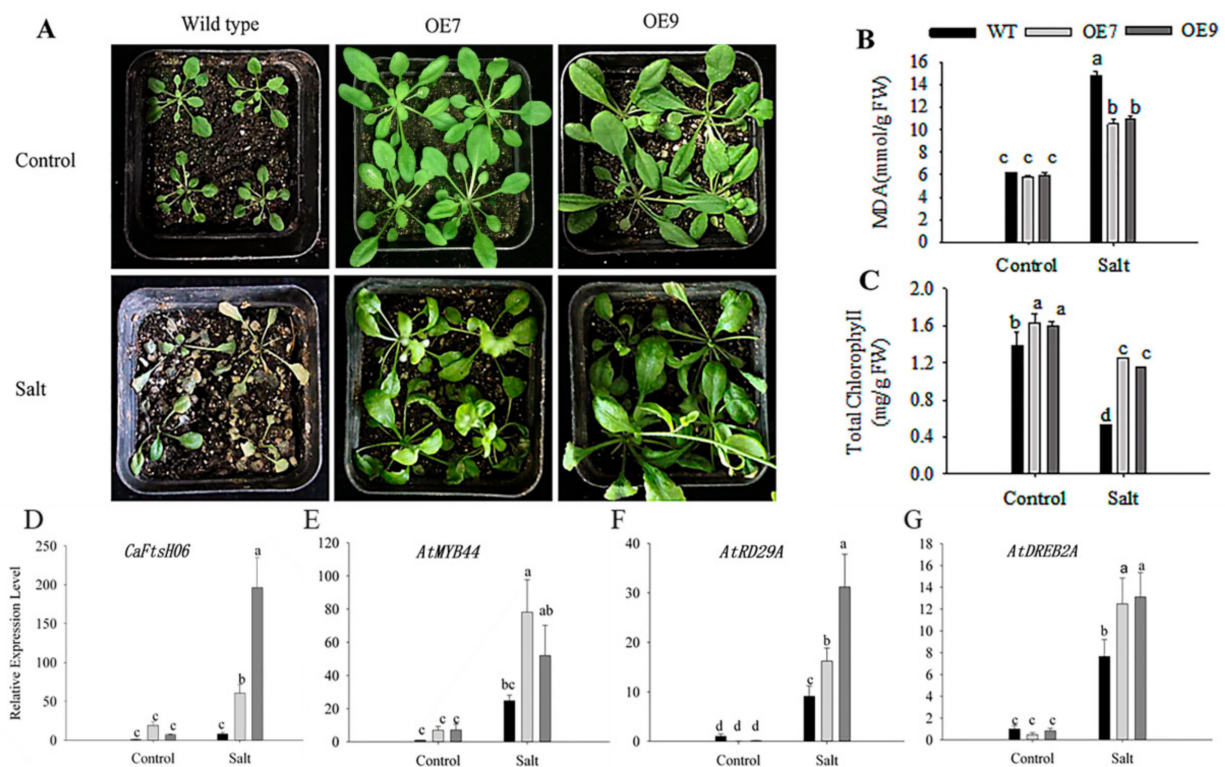 A
Wild type
OE7
OE9
Control
Salt
B
WT OE7 OE9
MDA(mmol/g FW)
16
14
12
10
8
6
4
2
0
c c c
a
b b
Control Salt
C
Total Chlorophyll
(mg/g FW)
2.0
1.6
1.2
0.8
0.4
0.0
b a a
d c c
Control Salt
D
CaFtsH06
Relative Expression Level
250
200
150
100
50
0
c c c
c b a
Control Salt
E
AtMYB44
120
100
80
60
40
20
0
c c c
bc a ab
Control Salt
F
AtRD29A
40
30
20
10
0
d d d
c b a
Control Salt
G
AtDREB2A
18
16
14
12
10
8
6
4
2
0
c c c
b a a
Control Salt